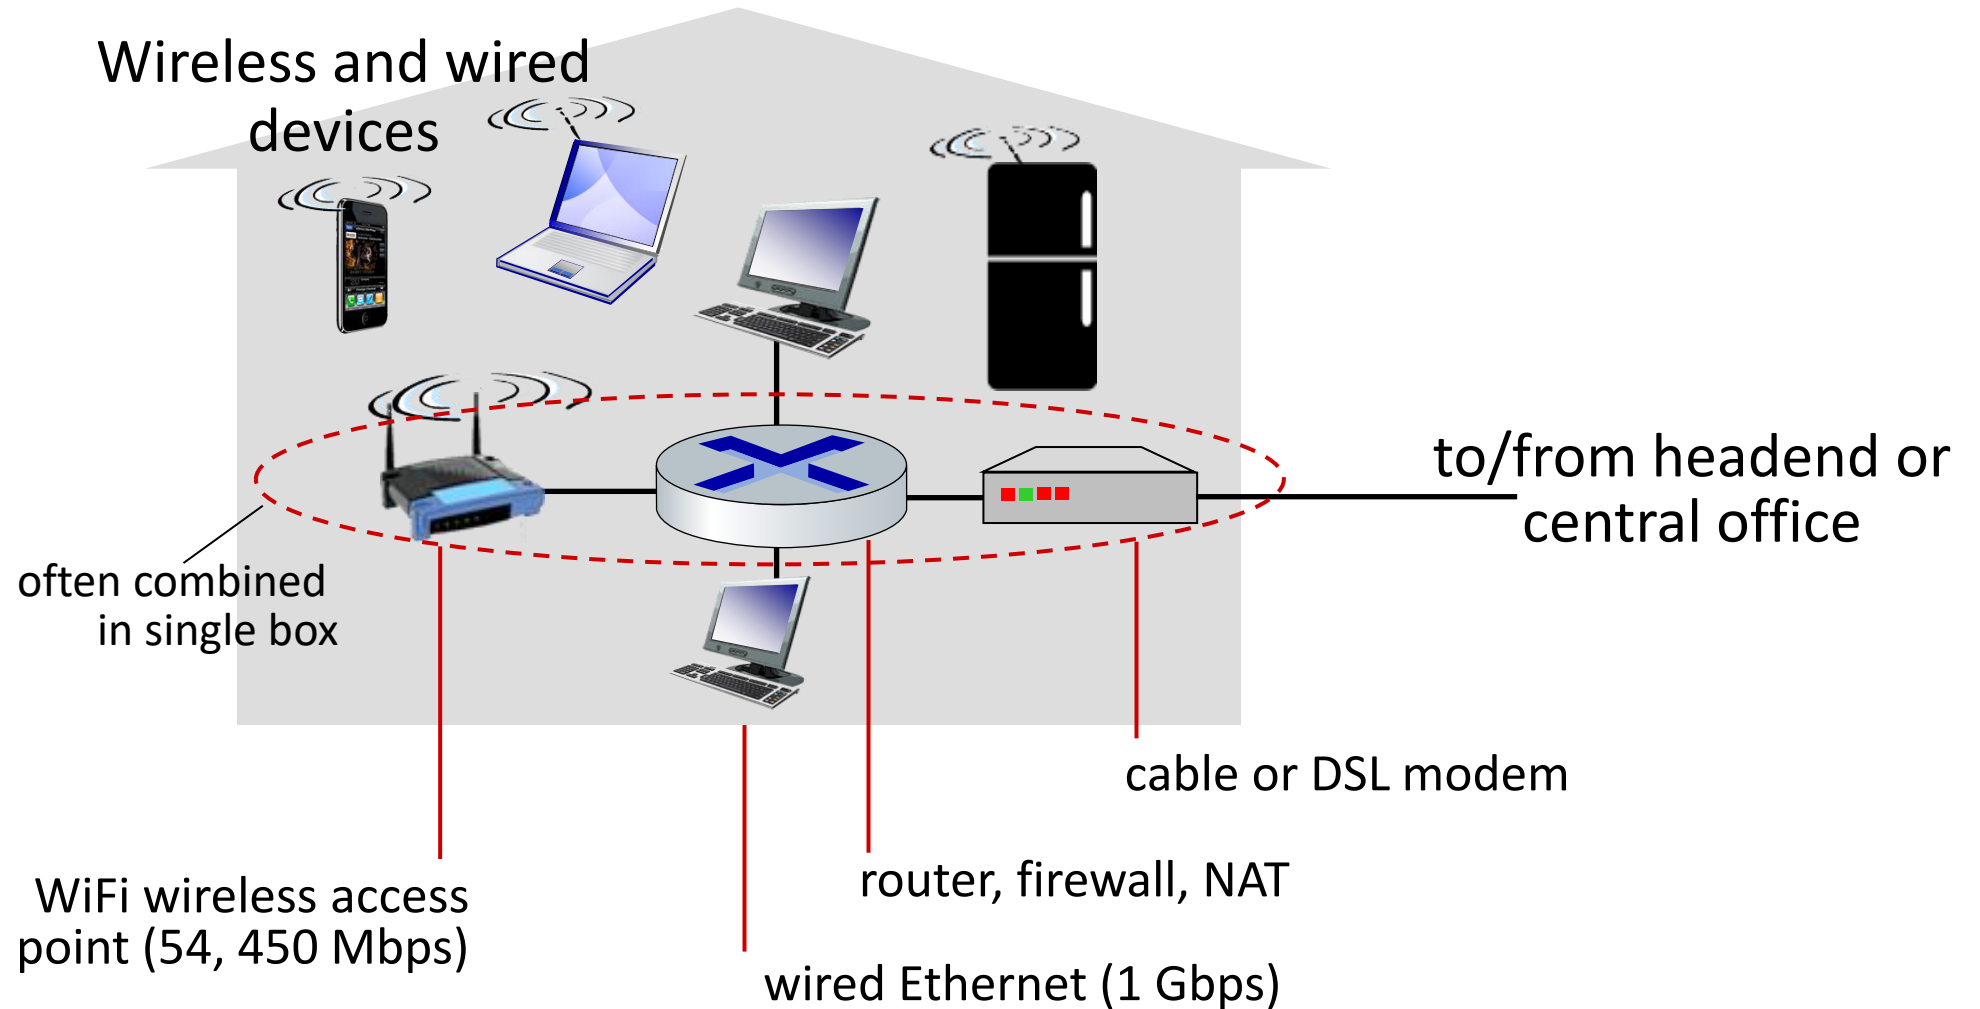 Wireless and wired
devices
to/from headend or
central office
often combined
in single box
cable or DSL modem
router, firewall, NAT
WiFi wireless access
point (54, 450 Mbps)
wired Ethernet (1 Gbps)